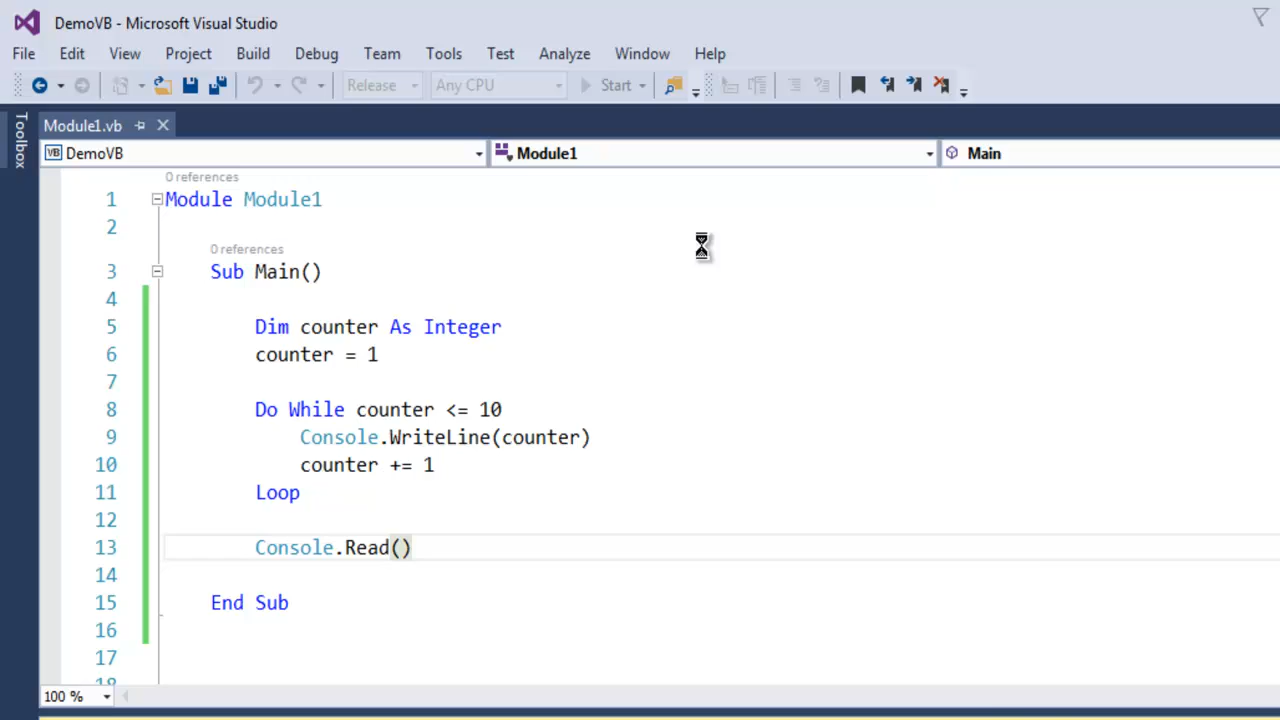 DemoVB - Microsoft Visual Studio
File Edit View Project Build Debug Team Tools Test Analyze Window Help
Release Any CPU Start
Toolbox
Module1.vb
VB DemoVB Module1 Main
0 references
1 Module Module1
2
0 references
3 Sub Main()
4
5 Dim counter As Integer
6 counter = 1
7
8 Do While counter <= 10
9 Console.WriteLine(counter)
10 counter += 1
11 Loop
12
13 Console.Read()
14
15 End Sub
16
17
18
100 %